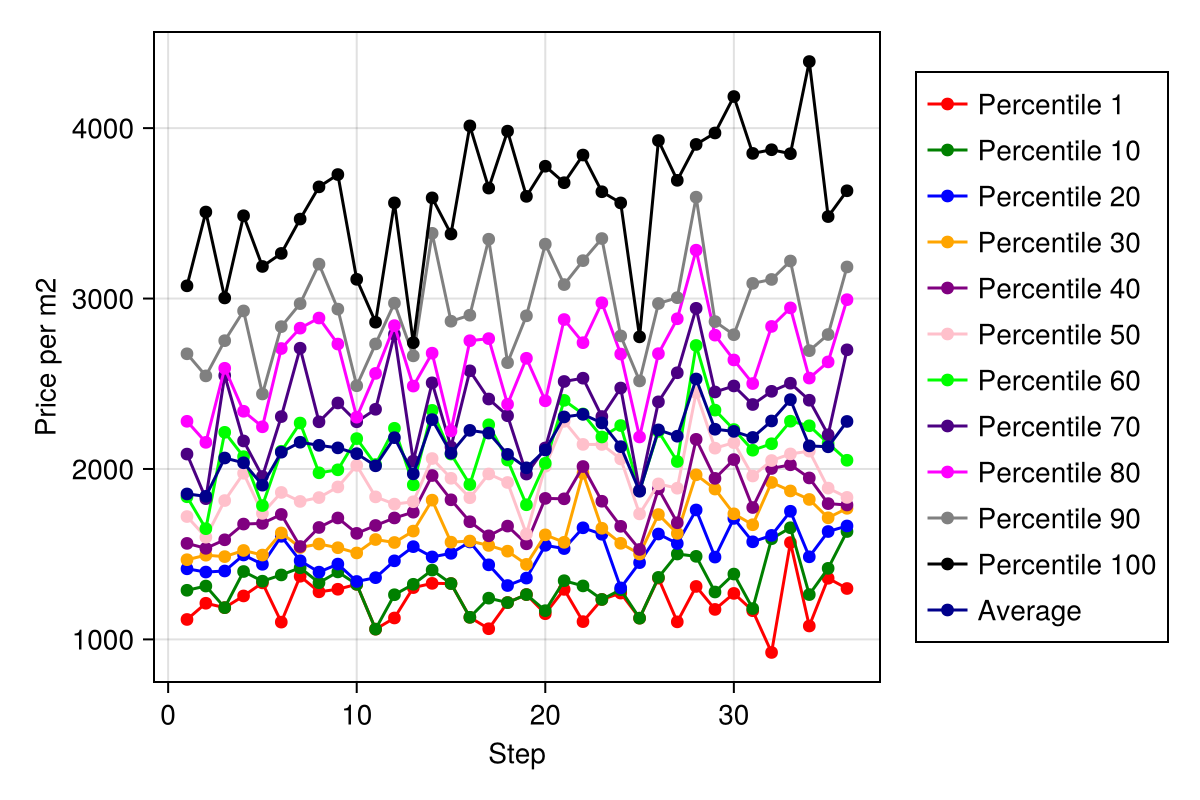 Price per m2
4000
3000
2000
1000
0 10 20 30
Step
Percentile 1
Percentile 10
Percentile 20
Percentile 30
Percentile 40
Percentile 50
Percentile 60
Percentile 70
Percentile 80
Percentile 90
Percentile 100
Average